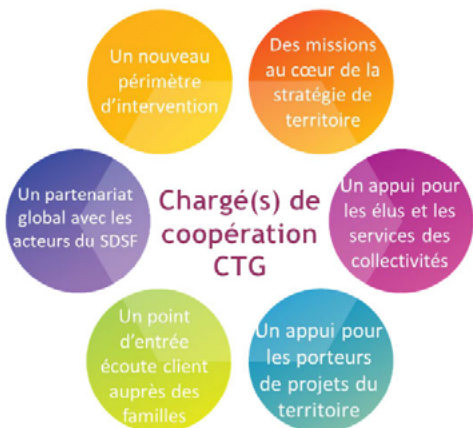 Un nouveau
périmètre
d'intervention
Des missions
au cœur de la
stratégie de
territoire
Un partenariat
global avec les
acteurs du SDSF
Chargé(s) de
coopération
CTG
Un appui pour
les élus et les
services des
collectivités
Un point
d'entrée
écoute client
auprès des
familles
Un appui pour
les porteurs
de projets du
territoire